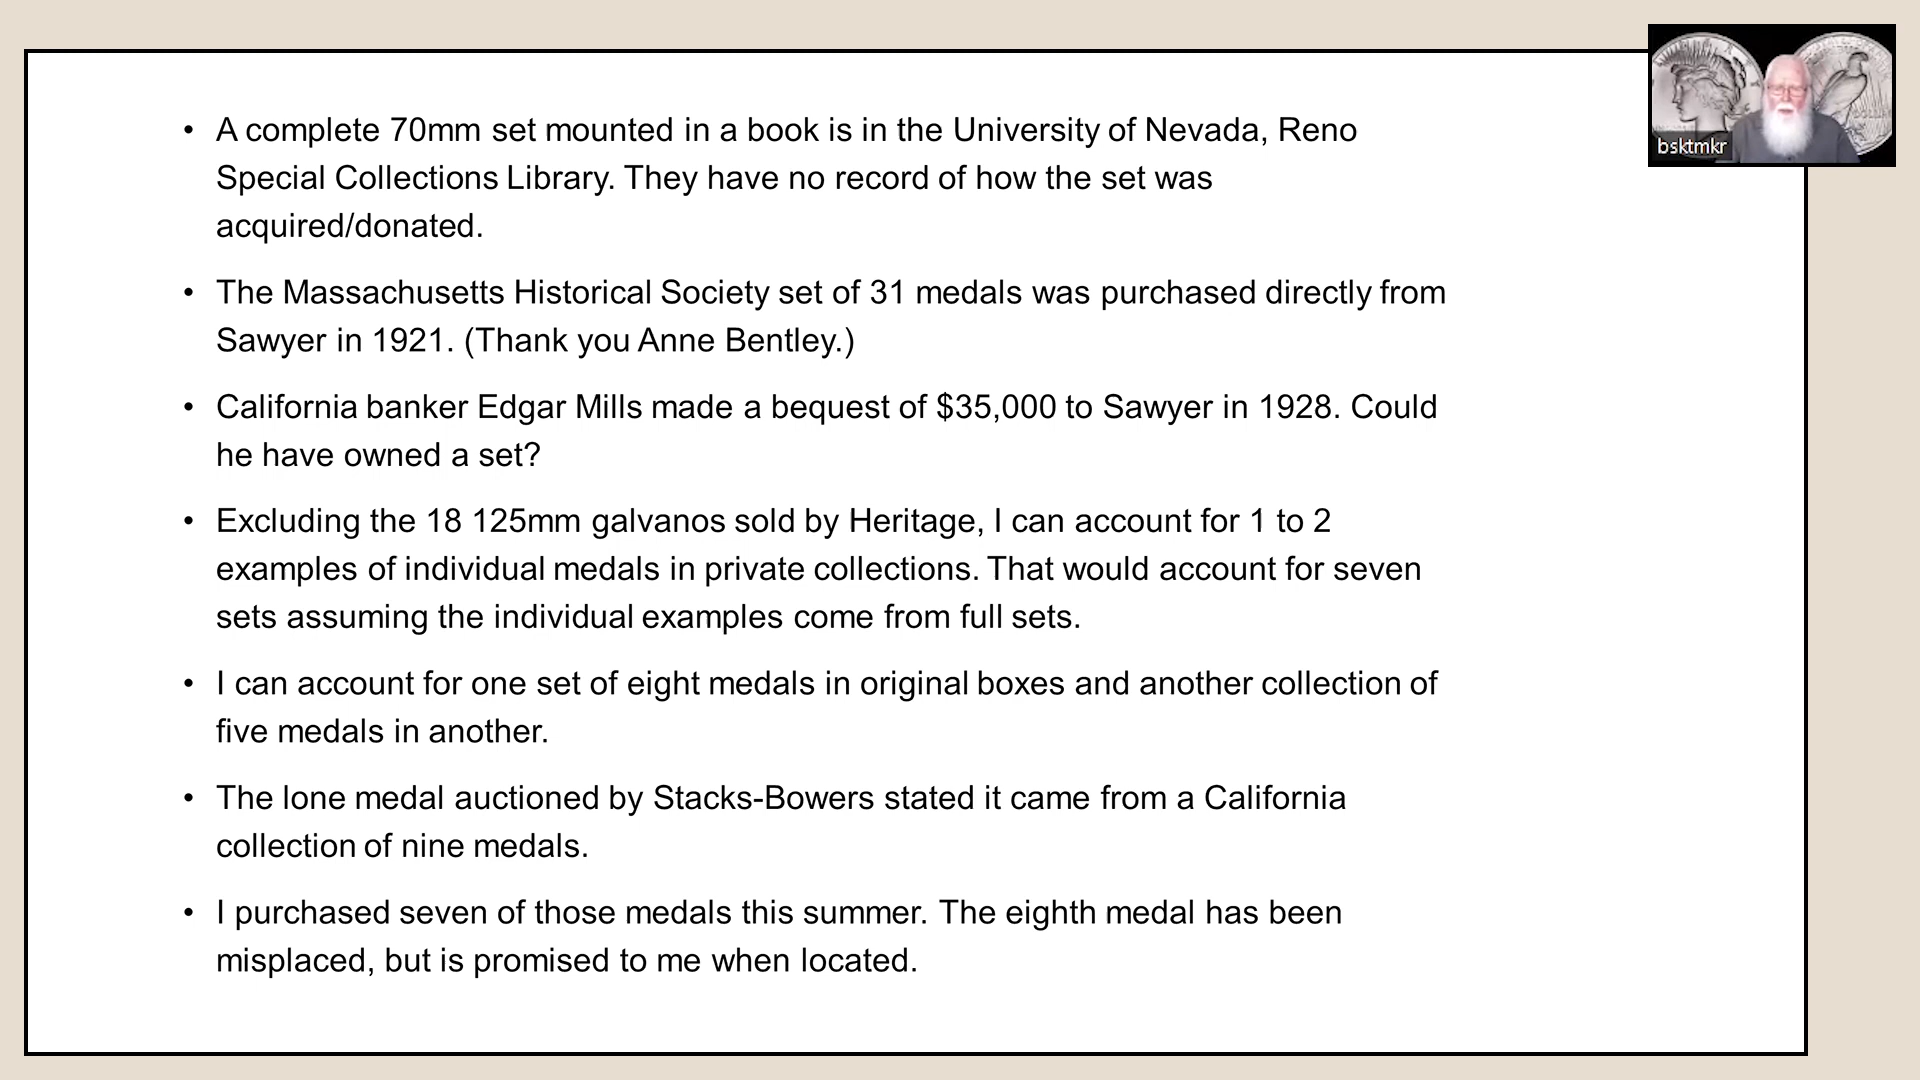 • A complete 70mm set mounted in a book is in the University of Nevada, Reno
Special Collections Library. They have no record of how the set was
acquired/donated.
• The Massachusetts Historical Society set of 31 medals was purchased directly from
Sawyer in 1921. (Thank you Anne Bentley.)
• California banker Edgar Mills made a bequest of $35,000 to Sawyer in 1928. Could
he have owned a set?
• Excluding the 18 125mm galvanos sold by Heritage, I can account for 1 to 2
examples of individual medals in private collections. That would account for seven
sets assuming the individual examples come from full sets.
• I can account for one set of eight medals in original boxes and another collection of
five medals in another.
• The lone medal auctioned by Stacks-Bowers stated it came from a California
collection of nine medals.
• I purchased seven of those medals this summer. The eighth medal has been
misplaced, but is promised to me when located.
bsktmkr